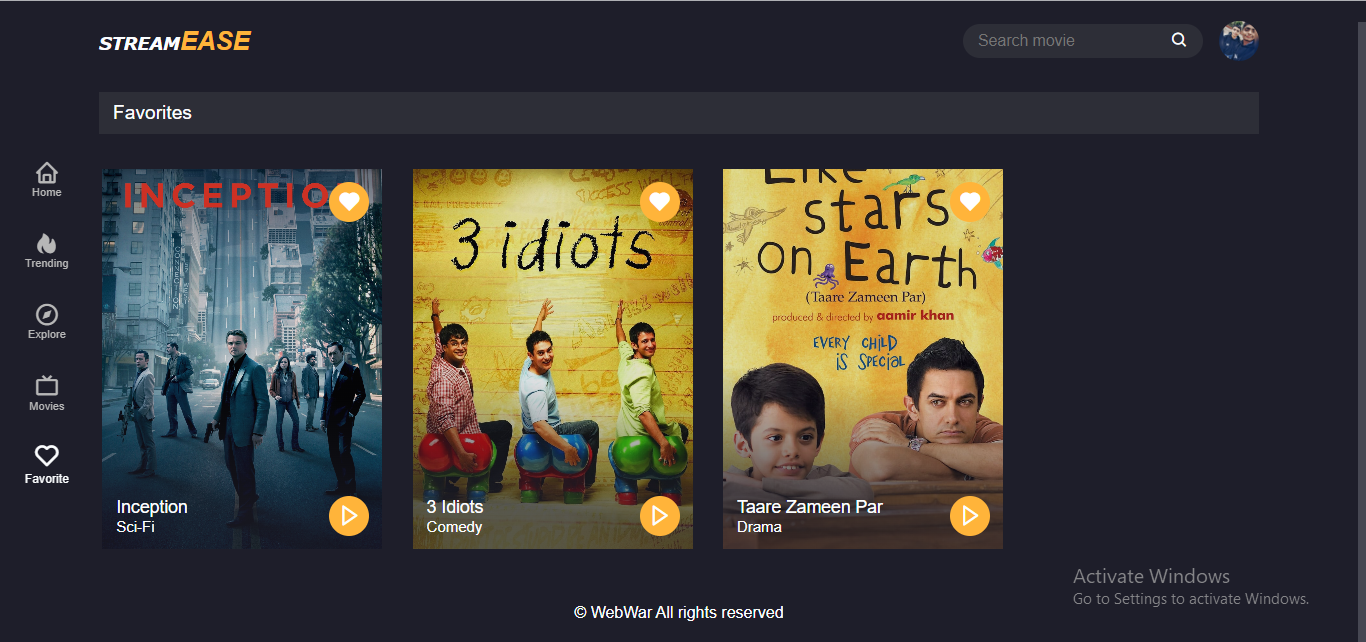 STREAMEASE
Search movie
Favorites
Home
Trending
Explore
Movies
Favorite
INCEPTIO
Inception
Sci-Fi
3 idiots
3 Idiots
Comedy
Like
stars
on Earth
(Taare Zameen Par)
produced & directed by aamir khan
EVERY CHILD
is SPECIAL
Taare Zameen Par
Drama
Activate Windows
Go to Settings to activate Windows.
© WebWar All rights reserved